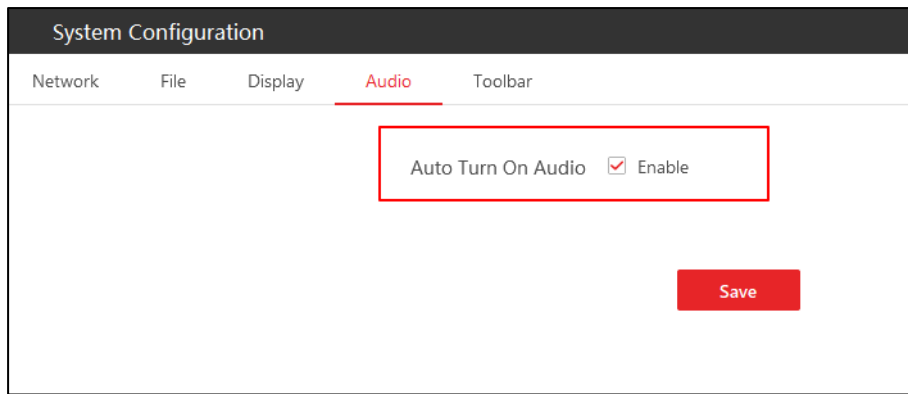 System Configuration
Network File Display Audio Toolbar
Auto Turn On Audio Enable
Save